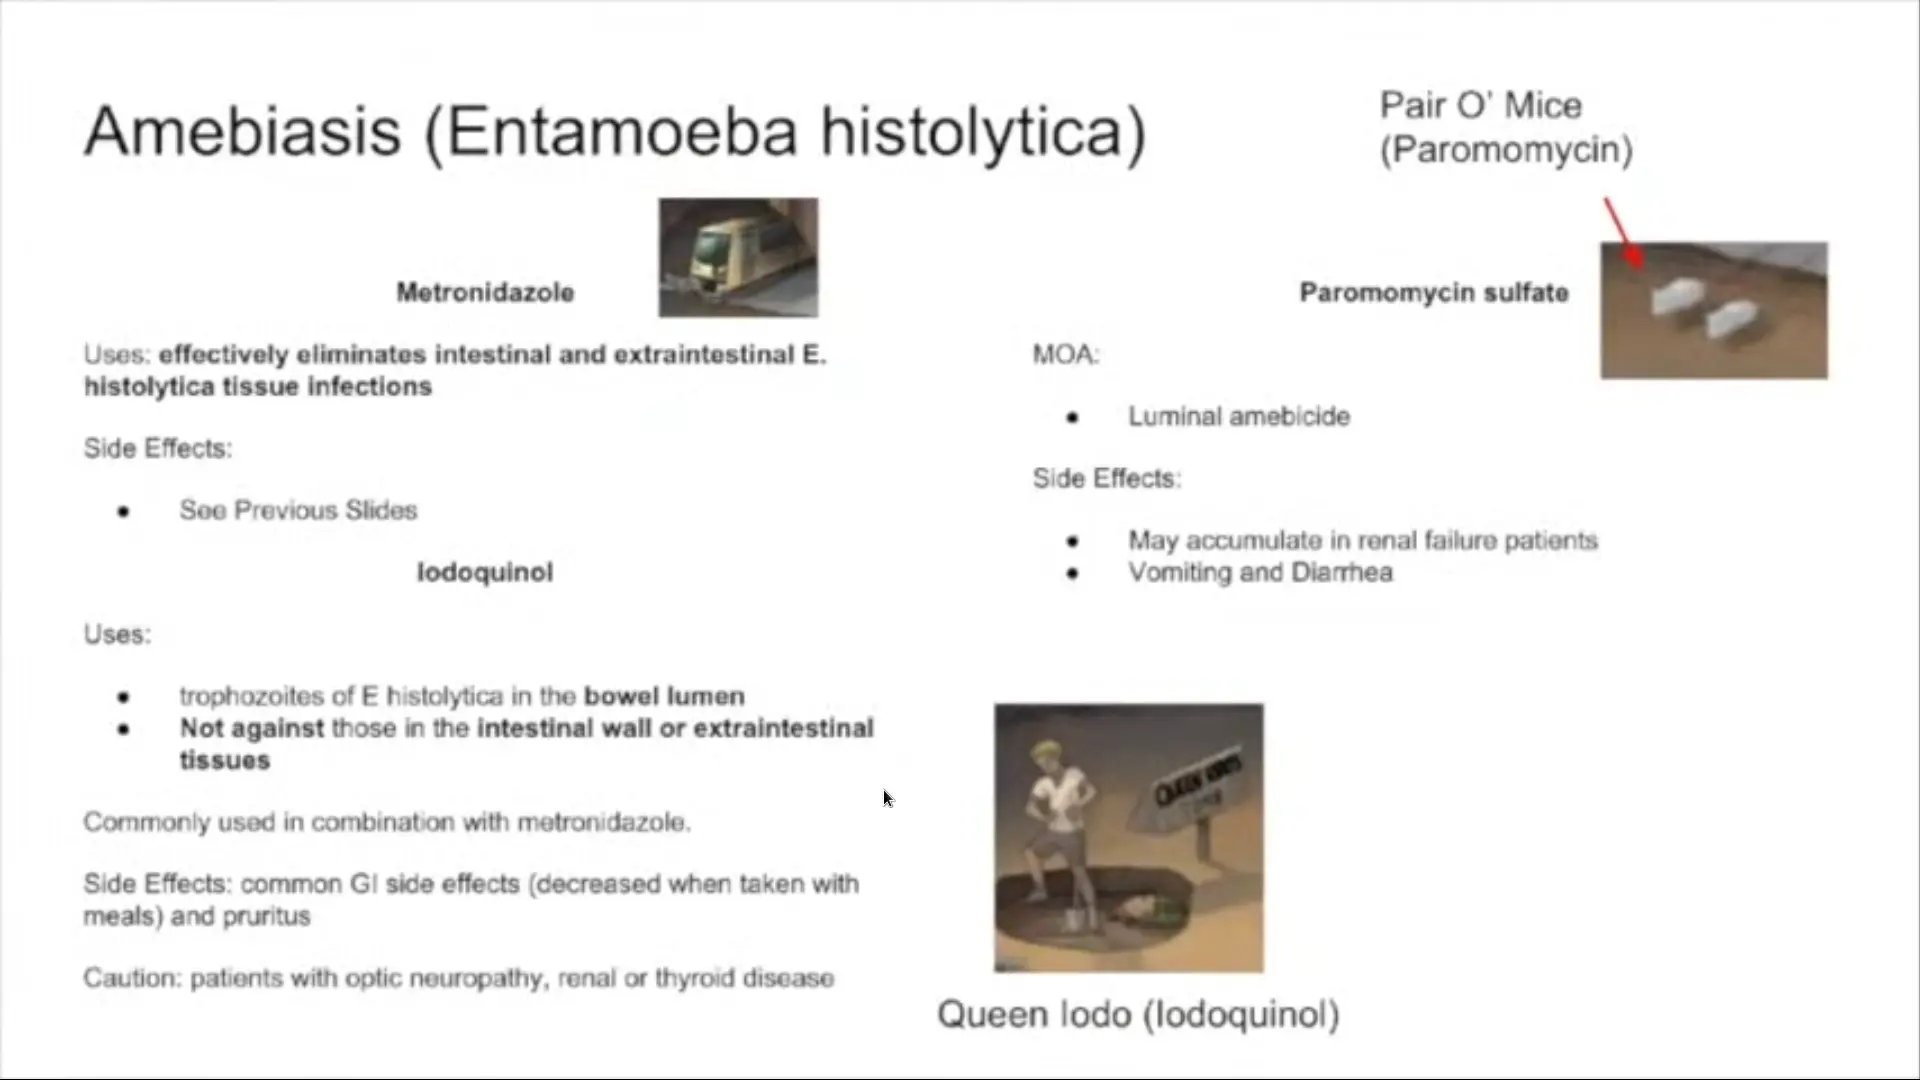 Amebiasis (Entamoeba histolytica)
Pair O' Mice
(Paromomycin)
Metronidazole
Uses: effectively eliminates intestinal and extraintestinal E.
histolytica tissue infections
Side Effects:
See Previous Slides
Iodoquinol
Uses:
trophozoites of E histolytica in the bowel lumen
Not against those in the intestinal wall or extraintestinal
tissues
Commonly used in combination with metronidazole.
Side Effects: common GI side effects (decreased when taken with
meals) and pruritus
Caution: patients with optic neuropathy, renal or thyroid disease
Paromomycin sulfate
MOA:
Luminal amebicide
Side Effects:
May accumulate in renal failure patients
Vomiting and Diarrhea
QUEEN
Queen Iodo (Iodoquinol)